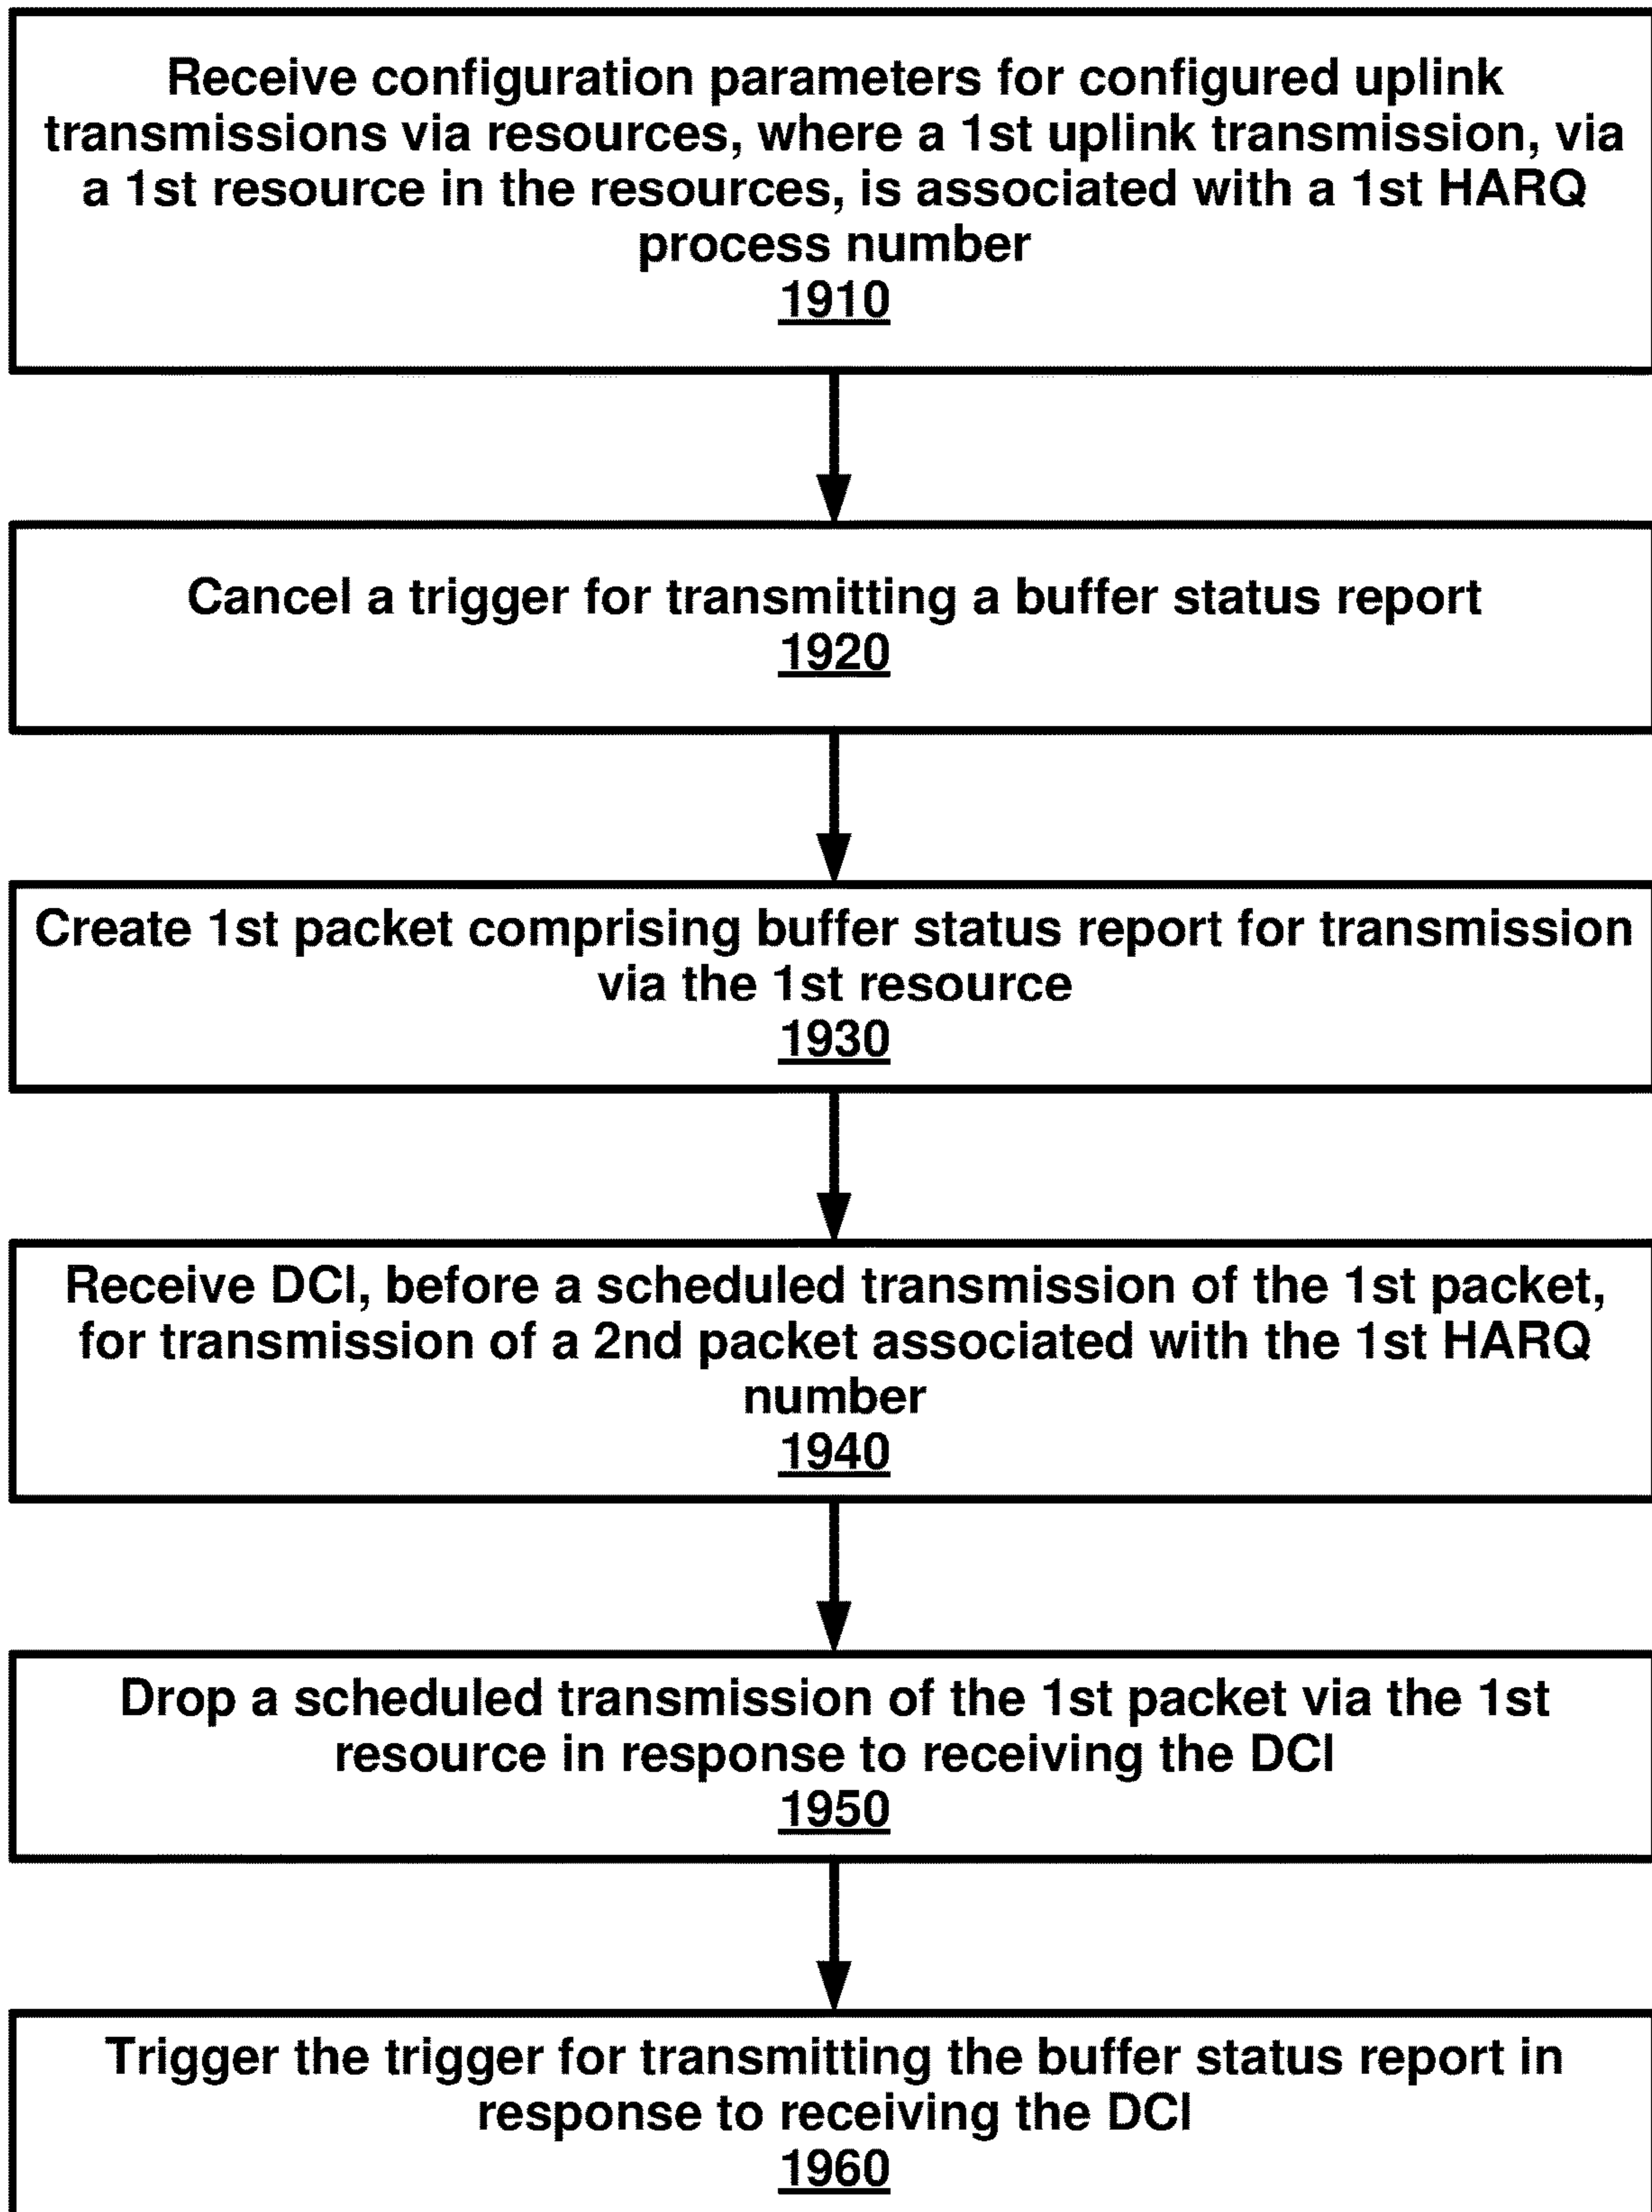 Receive configuration parameters for configured uplink
transmissions via resources, where a 1st uplink transmission, via
a 1st resource in the resources, is associated with a 1st HARQ
process number
1910
Cancel a trigger for transmitting a buffer status report
1920
Create 1st packet comprising buffer status report for transmission
via the 1st resource
1930
Receive DCI, before a scheduled transmission of the 1st packet,
for transmission of a 2nd packet associated with the 1st HARQ
number
1940
Drop a scheduled transmission of the 1st packet via the 1st
resource in response to receiving the DCI
1950
Trigger the trigger for transmitting the buffer status report in
response to receiving the DCI
1960